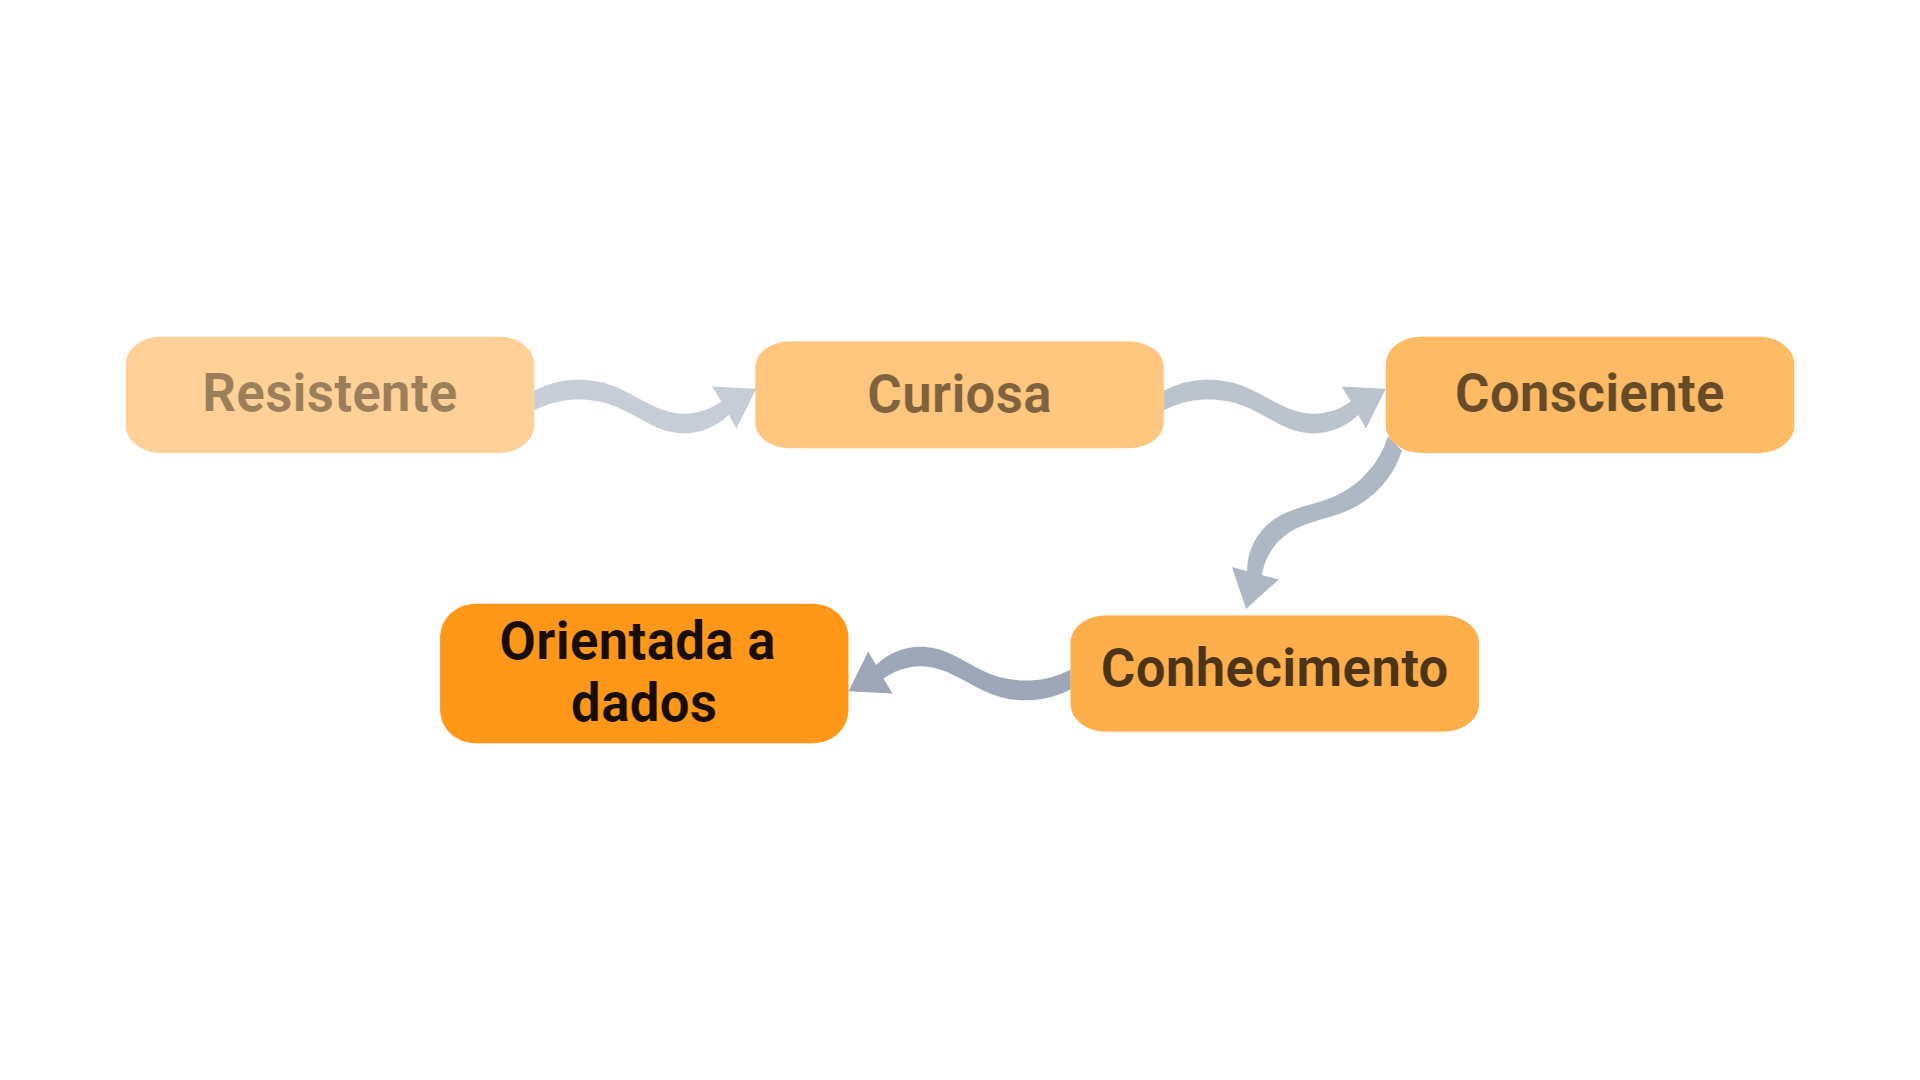 Resistente
Curiosa
Consciente
Conhecimento
Orientada a
dados